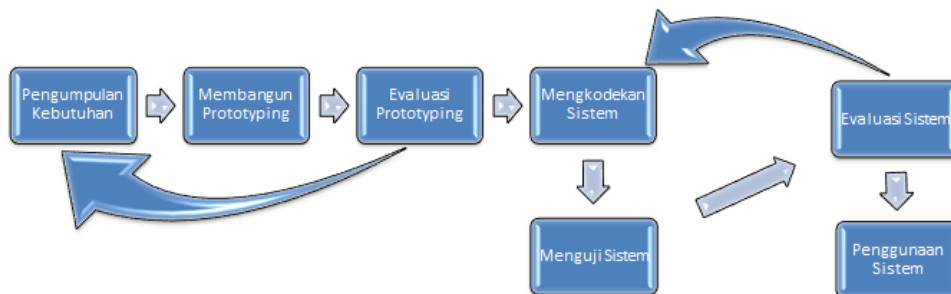 Pengumpulan
Kebutuhan
Membangun
Prototyping
Evaluasi
Prototyping
Mengkodekan
Sistem
Evaluasi Sistem
Menguji Sistem
Penggunaan
Sistem